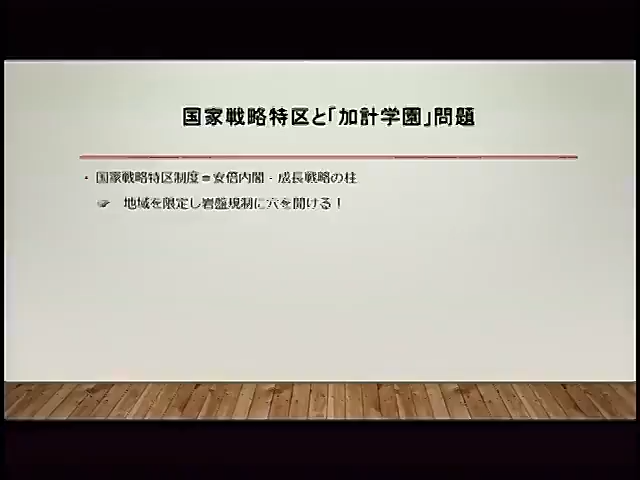 国家戦略特区と「加計学園」問題
・ 国家戦略特区制度＝安倍内閣・成長戦略の柱
☞ 地域を限定し岩盤規制に穴を開ける！